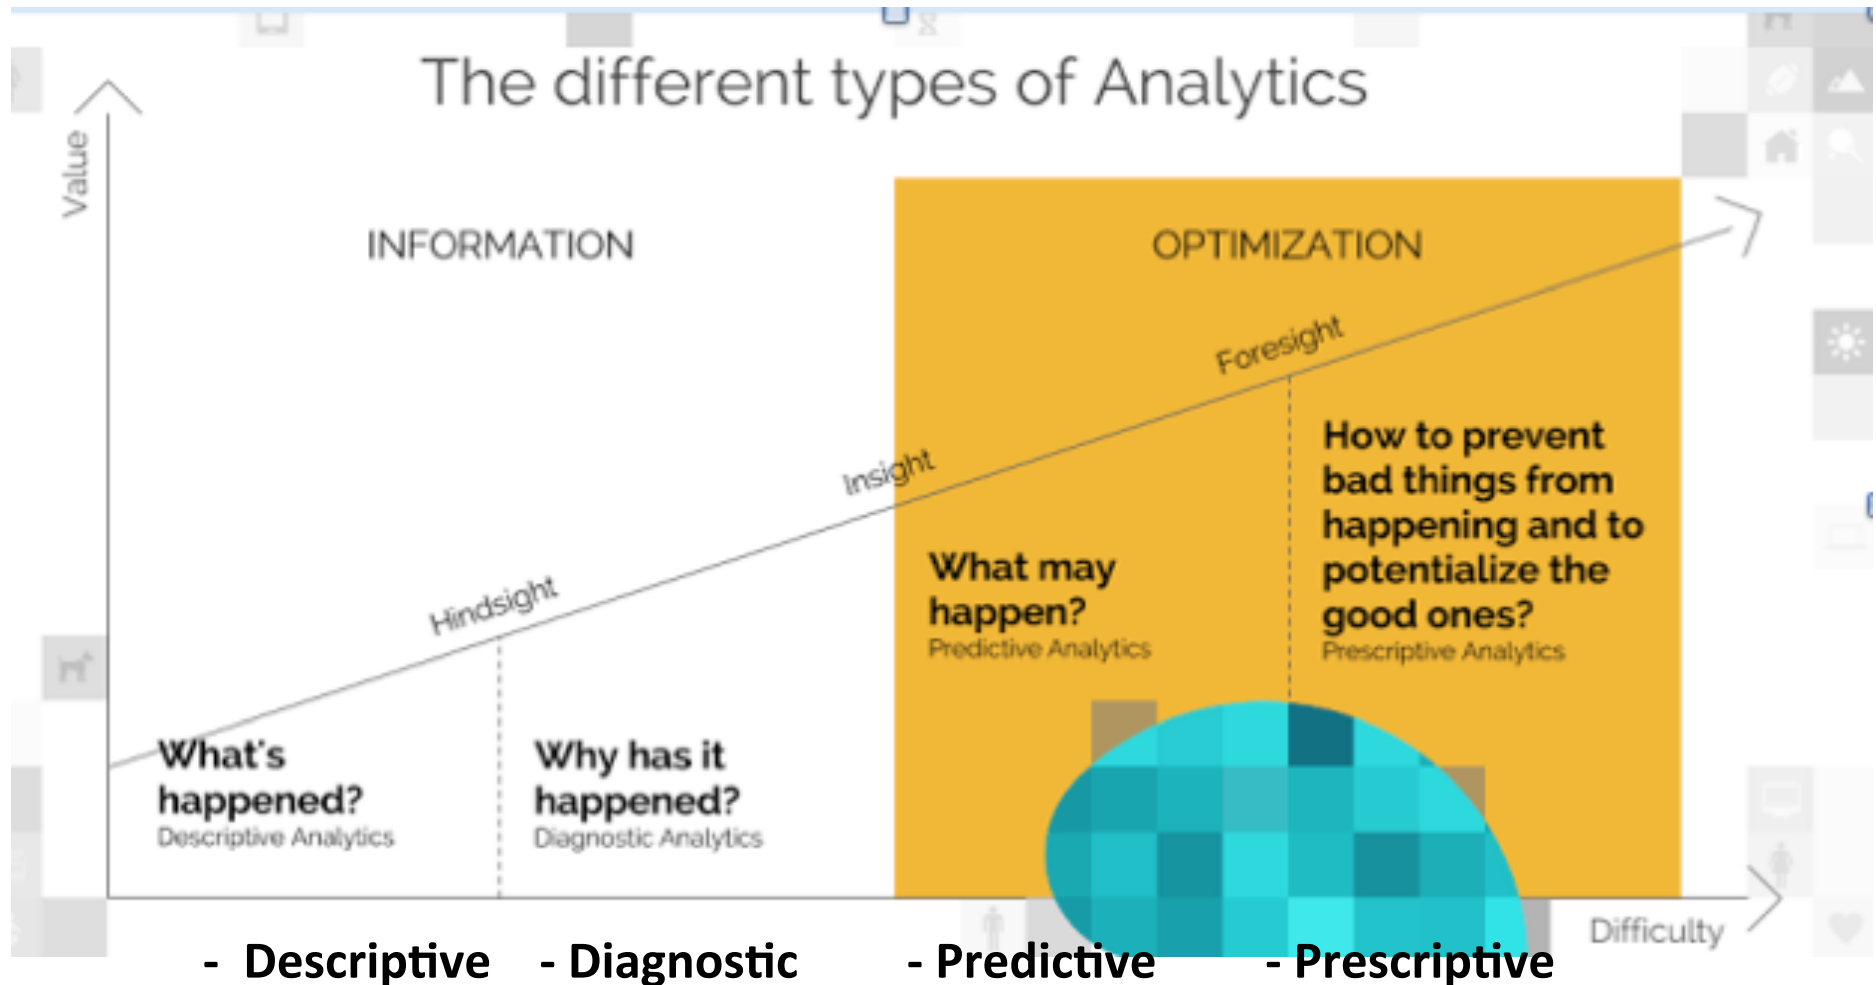 The different types of Analytics
Value
INFORMATION
OPTIMIZATION
Foresight
Insight
Hindsight
What's
happened?
Descriptive Analytics
Why has it
happened?
Diagnostic Analytics
What may
happen?
Predictive Analytics
How to prevent
bad things from
happening and to
potentialize the
good ones?
Prescriptive Analytics
Difficulty
- Descriptive - Diagnostic - Predictive - Prescriptive